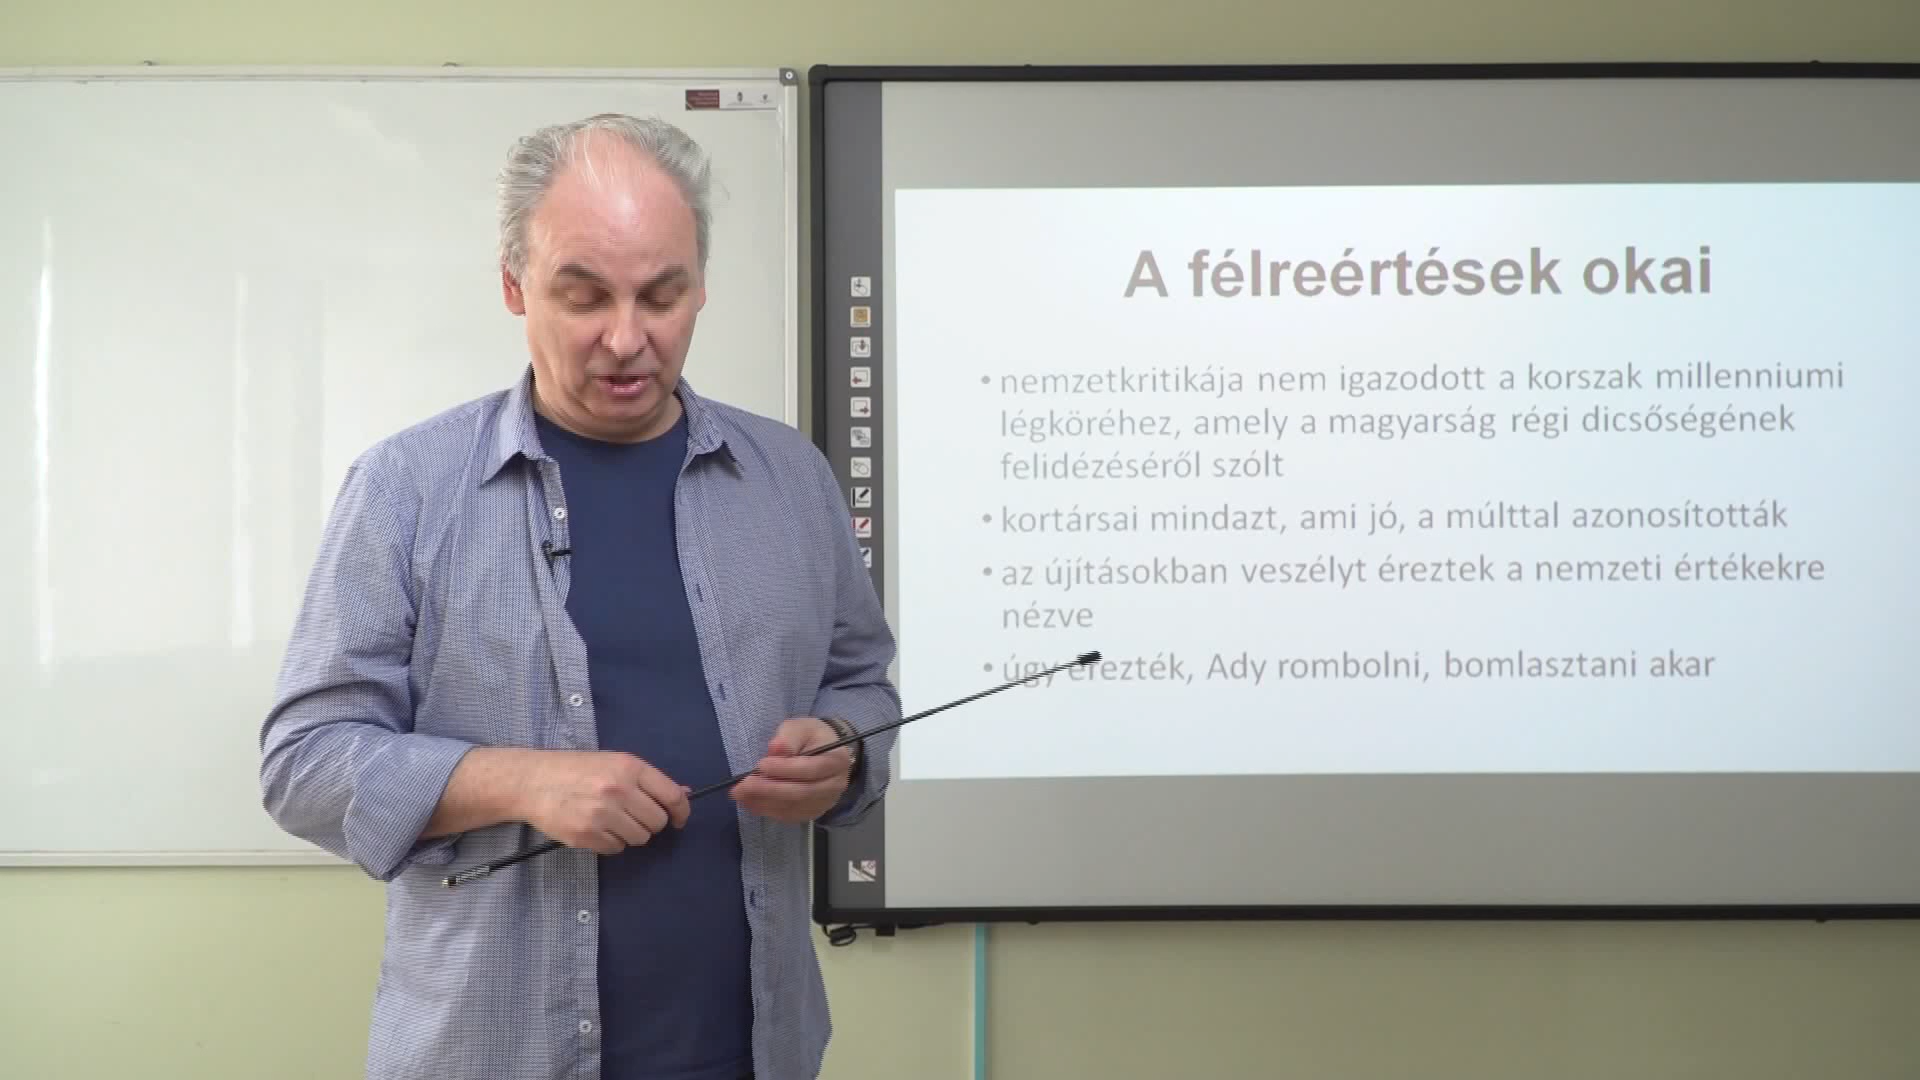 A félreértések okai
• nemzetkritikája nem igazodott a korszak millenniumi
légköréhez, amely a magyarság régi dicsőségének
felidézéséről szólt
• kortársai mindazt, ami jó, a múlttal azonosították
• az újításokban veszélyt éreztek a nemzeti értékekre
nézve
• úgy érezték, Ady rombolni, bomlasztani akar